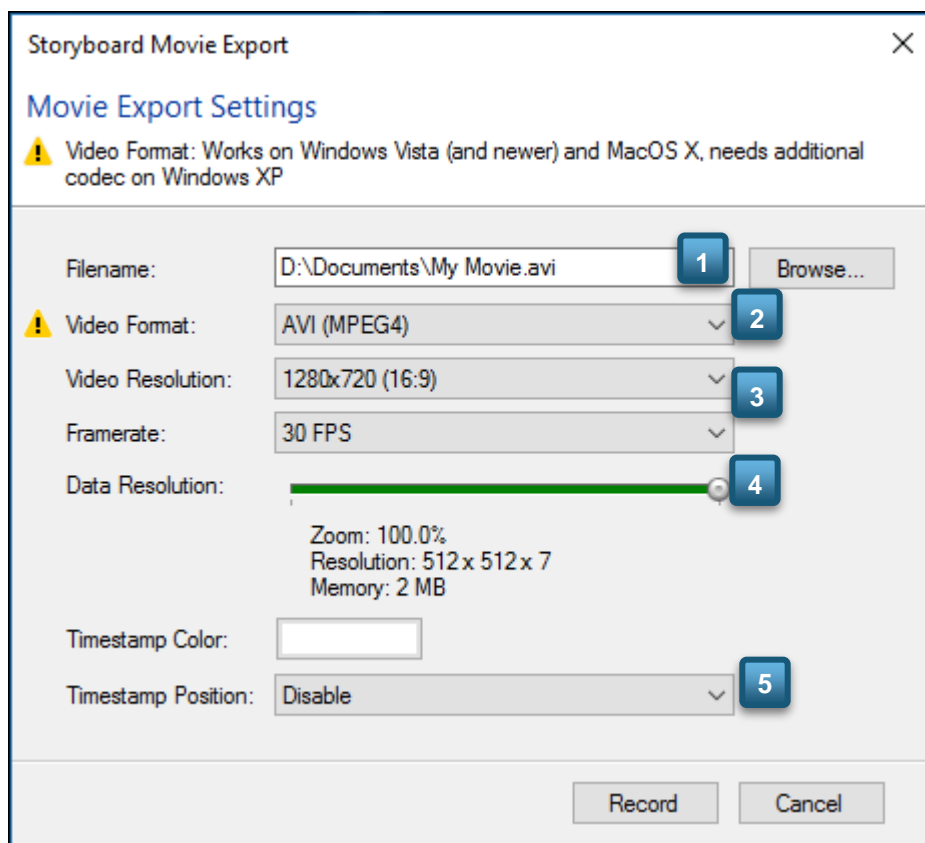 Storyboard Movie Export
Movie Export Settings
Video Format: Works on Windows Vista (and newer) and MacOS X, needs additional
codec on Windows XP
Filename: D:\Documents\My Movie.avi 1 Browse...
Video Format: AVI (MPEG4) 2
Video Resolution: 1280x720 (16:9)
3
Framerate: 30 FPS
Data Resolution: 4
Zoom: 100.0%
Resolution: 512 x 512 x 7
Memory: 2 MB
Timestamp Color:
Timestamp Position: Disable 5
Record Cancel